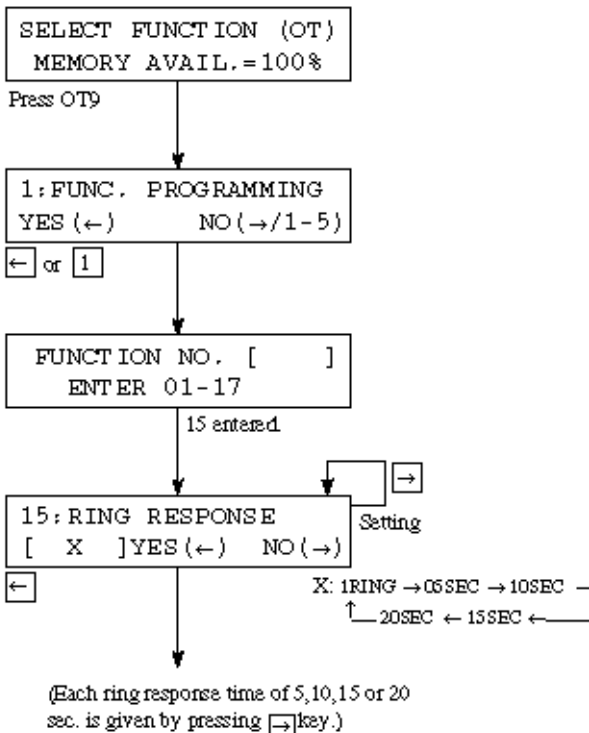 SELECT FUNCTION (OT)
MEMORY AVAIL.=100%
Press OT9
1:FUNC. PROGRAMMING
YES(←) NO(→/1-5)
← or 1
FUNCTION NO. [ ]
ENTER 01-17
15 entered
→
15:RING RESPONSE
[ X ]YES(←) NO(→)
Setting
←
X: 1RING → 05SEC → 10SEC
20SEC ← 15SEC ←
(Each ring response time of 5,10,15 or 20
sec. is given by pressing → key.)